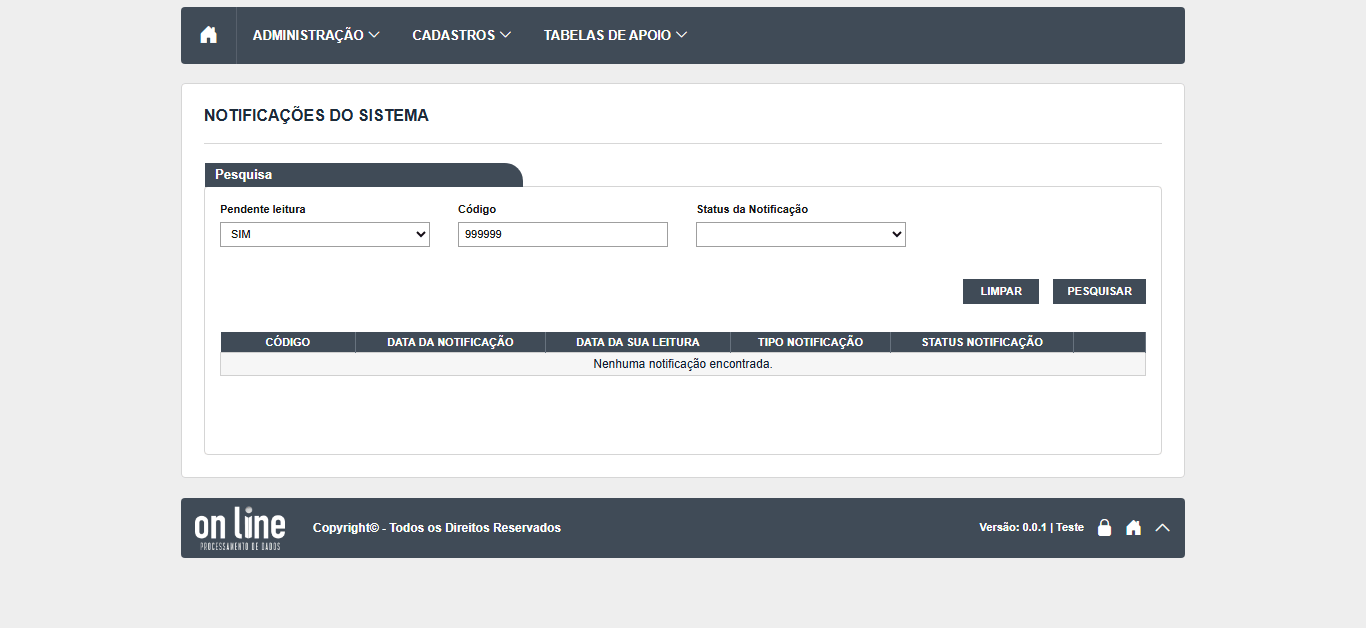 ADMINISTRAÇÃO CADASTROS TABELAS DE APOIO
NOTIFICAÇÕES DO SISTEMA
Pesquisa
Pendente leitura Código Status da Notificação
SIM 999999
LIMPAR PESQUISAR
CÓDIGO DATA DA NOTIFICAÇÃO DATA DA SUA LEITURA TIPO NOTIFICAÇÃO STATUS NOTIFICAÇÃO
Nenhuma notificação encontrada.
on line
PROCESSAMENTO DE DADOS
Copyright© - Todos os Direitos Reservados
Versão: 0.0.1 | Teste